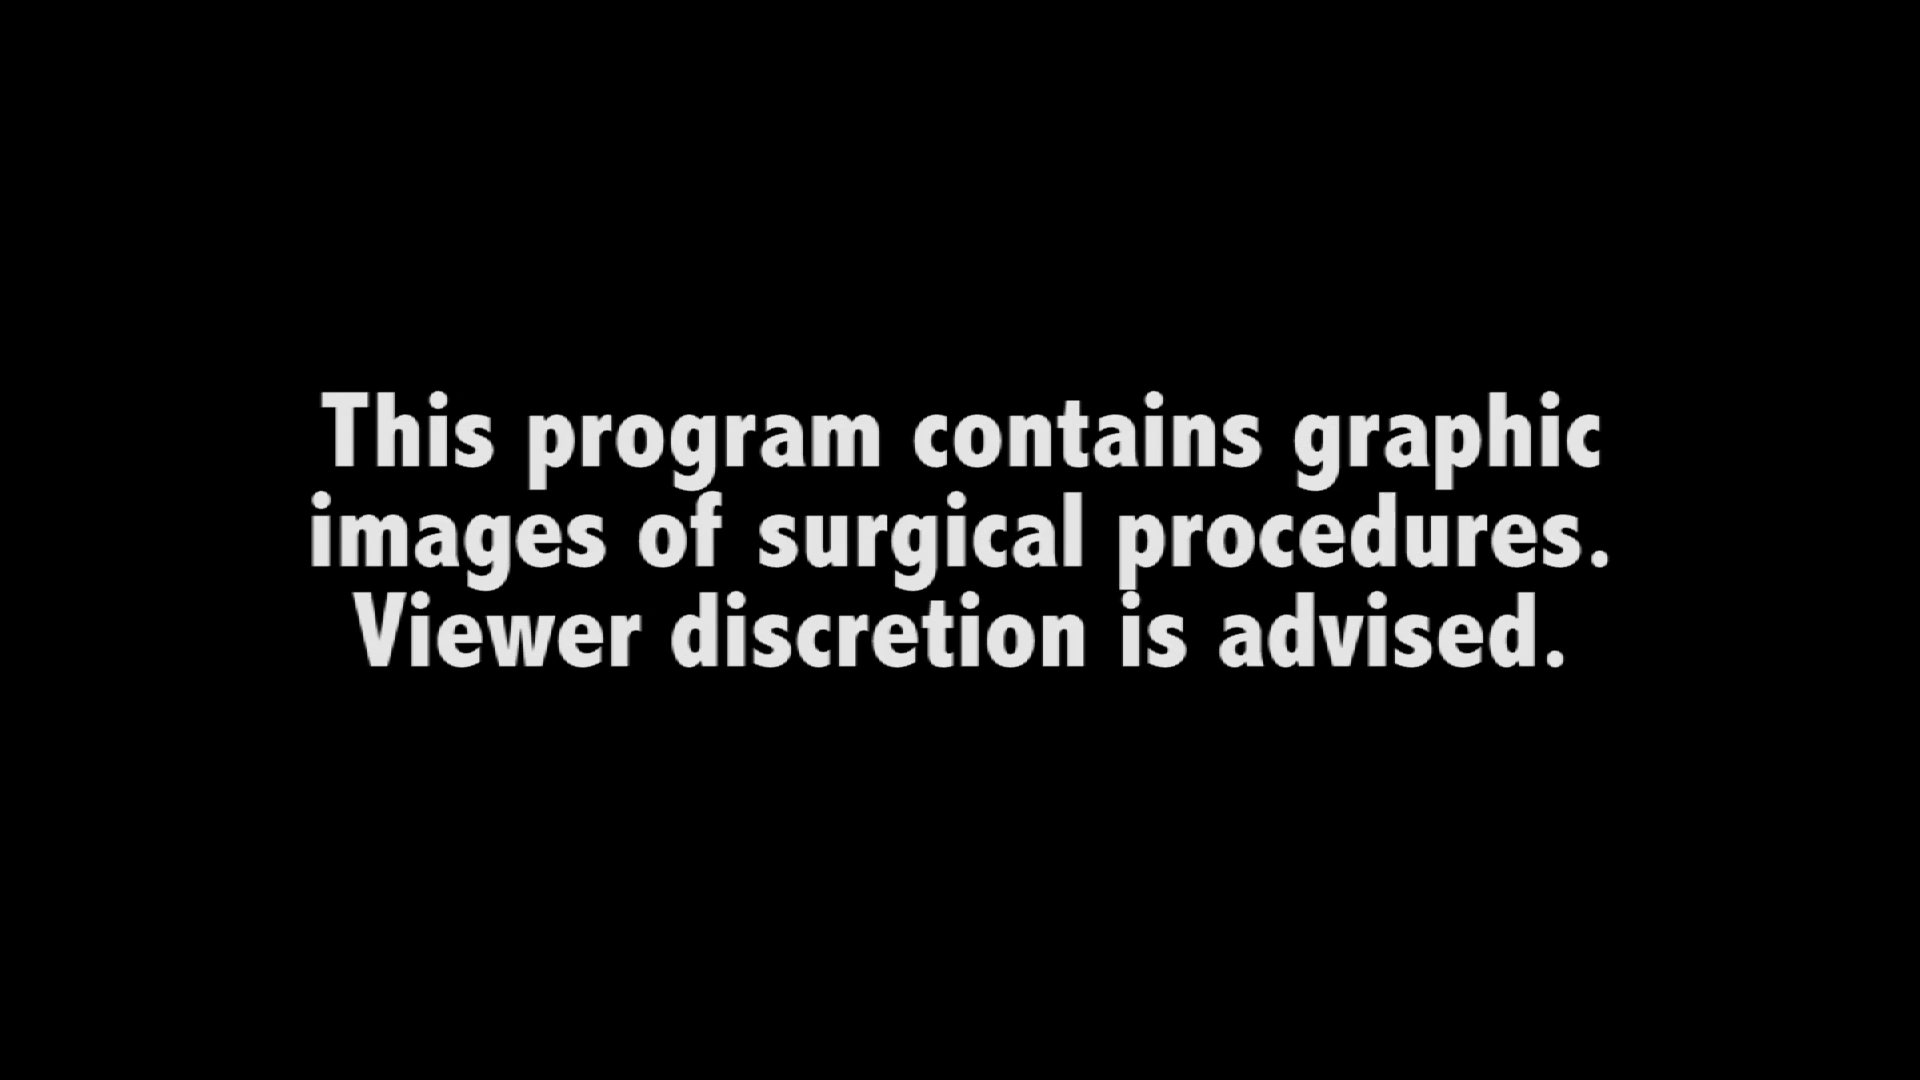 This program contains graphic
images of surgical procedures.
Viewer discretion is advised.